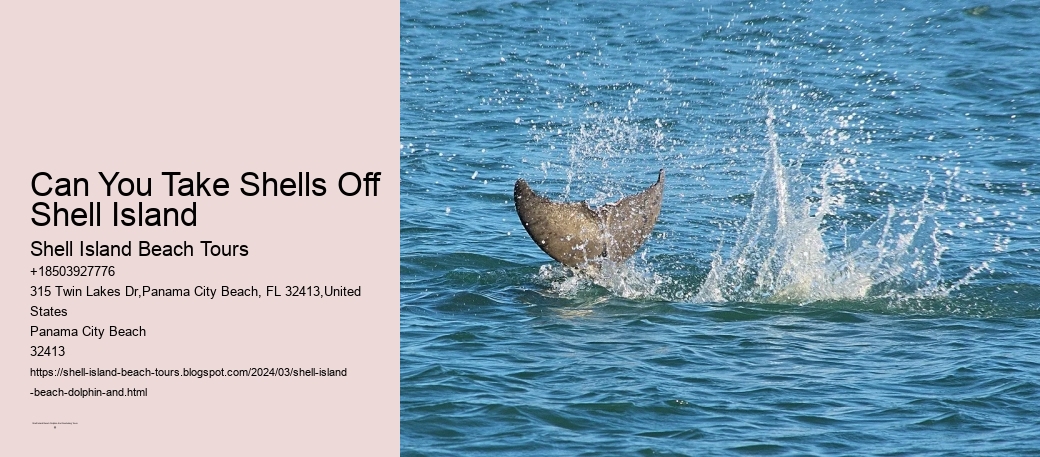 Can You Take Shells Off
Shell Island
Shell Island Beach Tours
+18503927776
315 Twin Lakes Dr,Panama City Beach, FL 32413,United
States
Panama City Beach
32413
https://shell-island-beach-tours.blogspot.com/2024/03/shell-island
-beach-dolphin-and.html